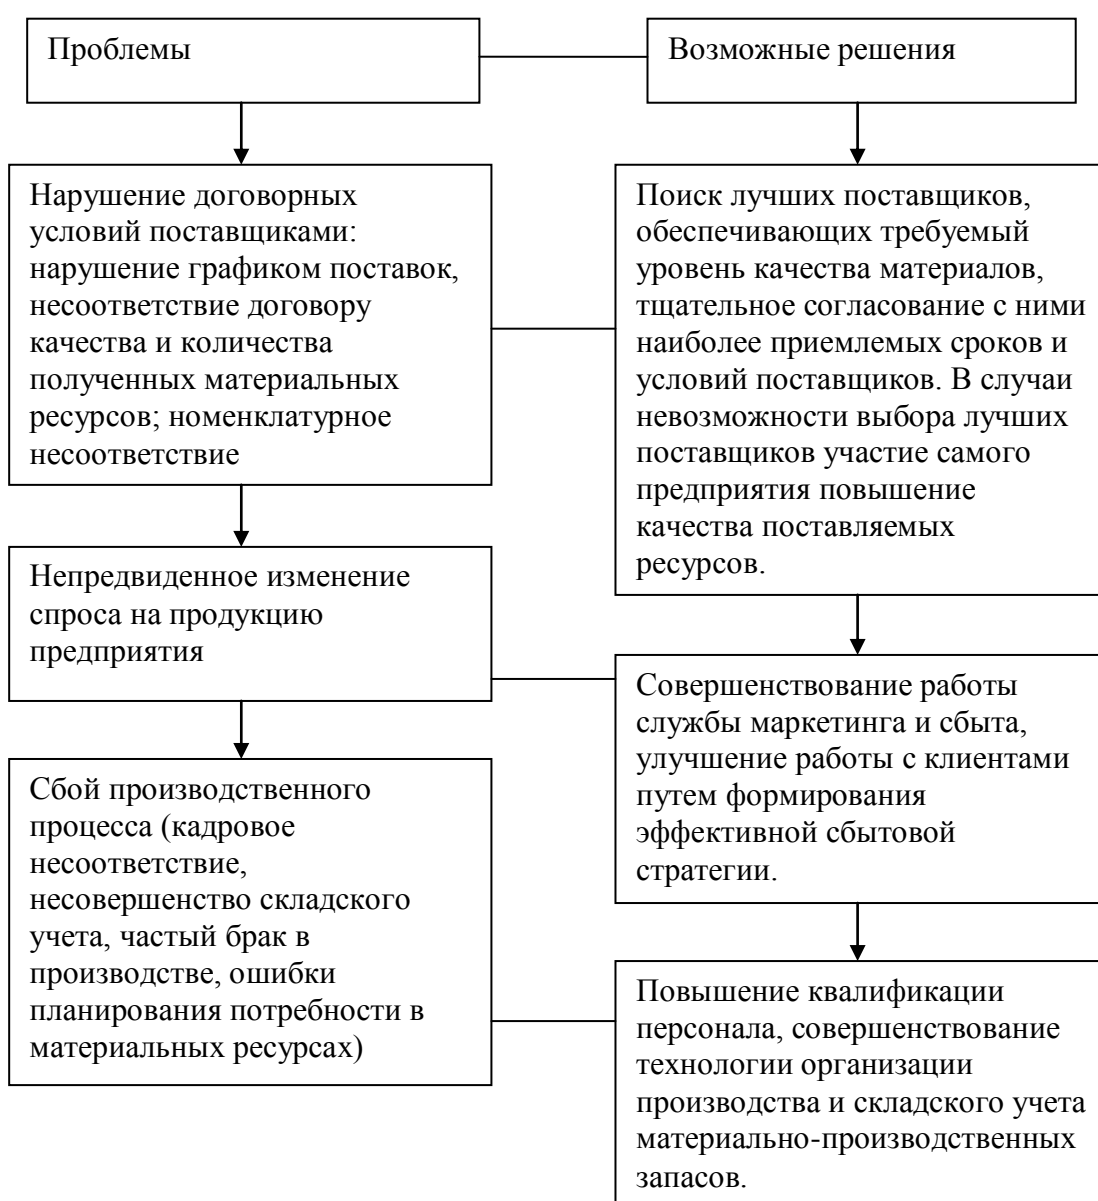 Проблемы
Возможные решения
Нарушение договорных
условий поставщиками:
нарушение графиком поставок,
несоответствие договору
качества и количества
полученных материальных
ресурсов; номенклатурное
несоответствие
Поиск лучших поставщиков,
обеспечивающих требуемый
уровень качества материалов,
тщательное согласование с ними
наиболее приемлемых сроков и
условий поставщиков. В случаи
невозможности выбора лучших
поставщиков участие самого
предприятия повышение
качества поставляемых
ресурсов.
Непредвиденное изменение
спроса на продукцию
предприятия
Совершенствование работы
службы маркетинга и сбыта,
улучшение работы с клиентами
путем формирования
эффективной сбытовой
стратегии.
Сбой производственного
процесса (кадровое
несоответствие,
несовершенство складского
учета, частый брак в
производстве, ошибки
планирования потребности в
материальных ресурсах)
Повышение квалификации
персонала, совершенствование
технологии организации
производства и складского учета
материально-производственных
запасов.